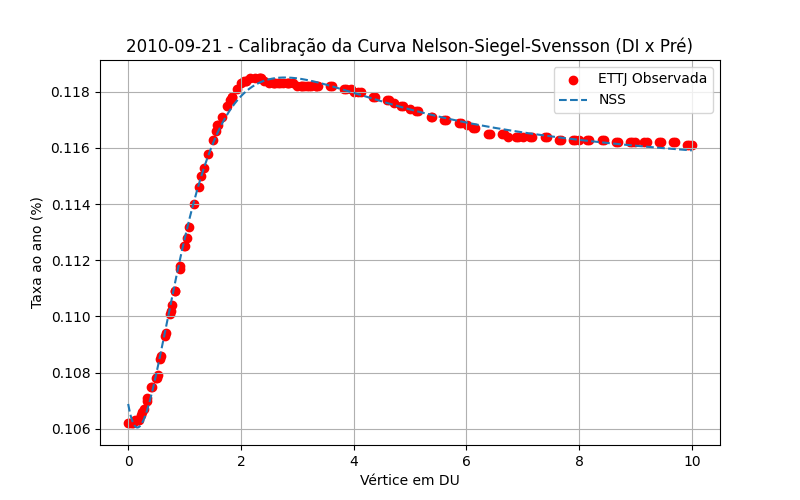 2010-09-21 - Calibração da Curva Nelson-Siegel-Svensson (DI x Pré)
ETTJ Observada
NSS
Taxa ao ano (%)
0.118
0.116
0.114
0.112
0.110
0.108
0.106
0
2
4
6
8
10
Vértice em DU